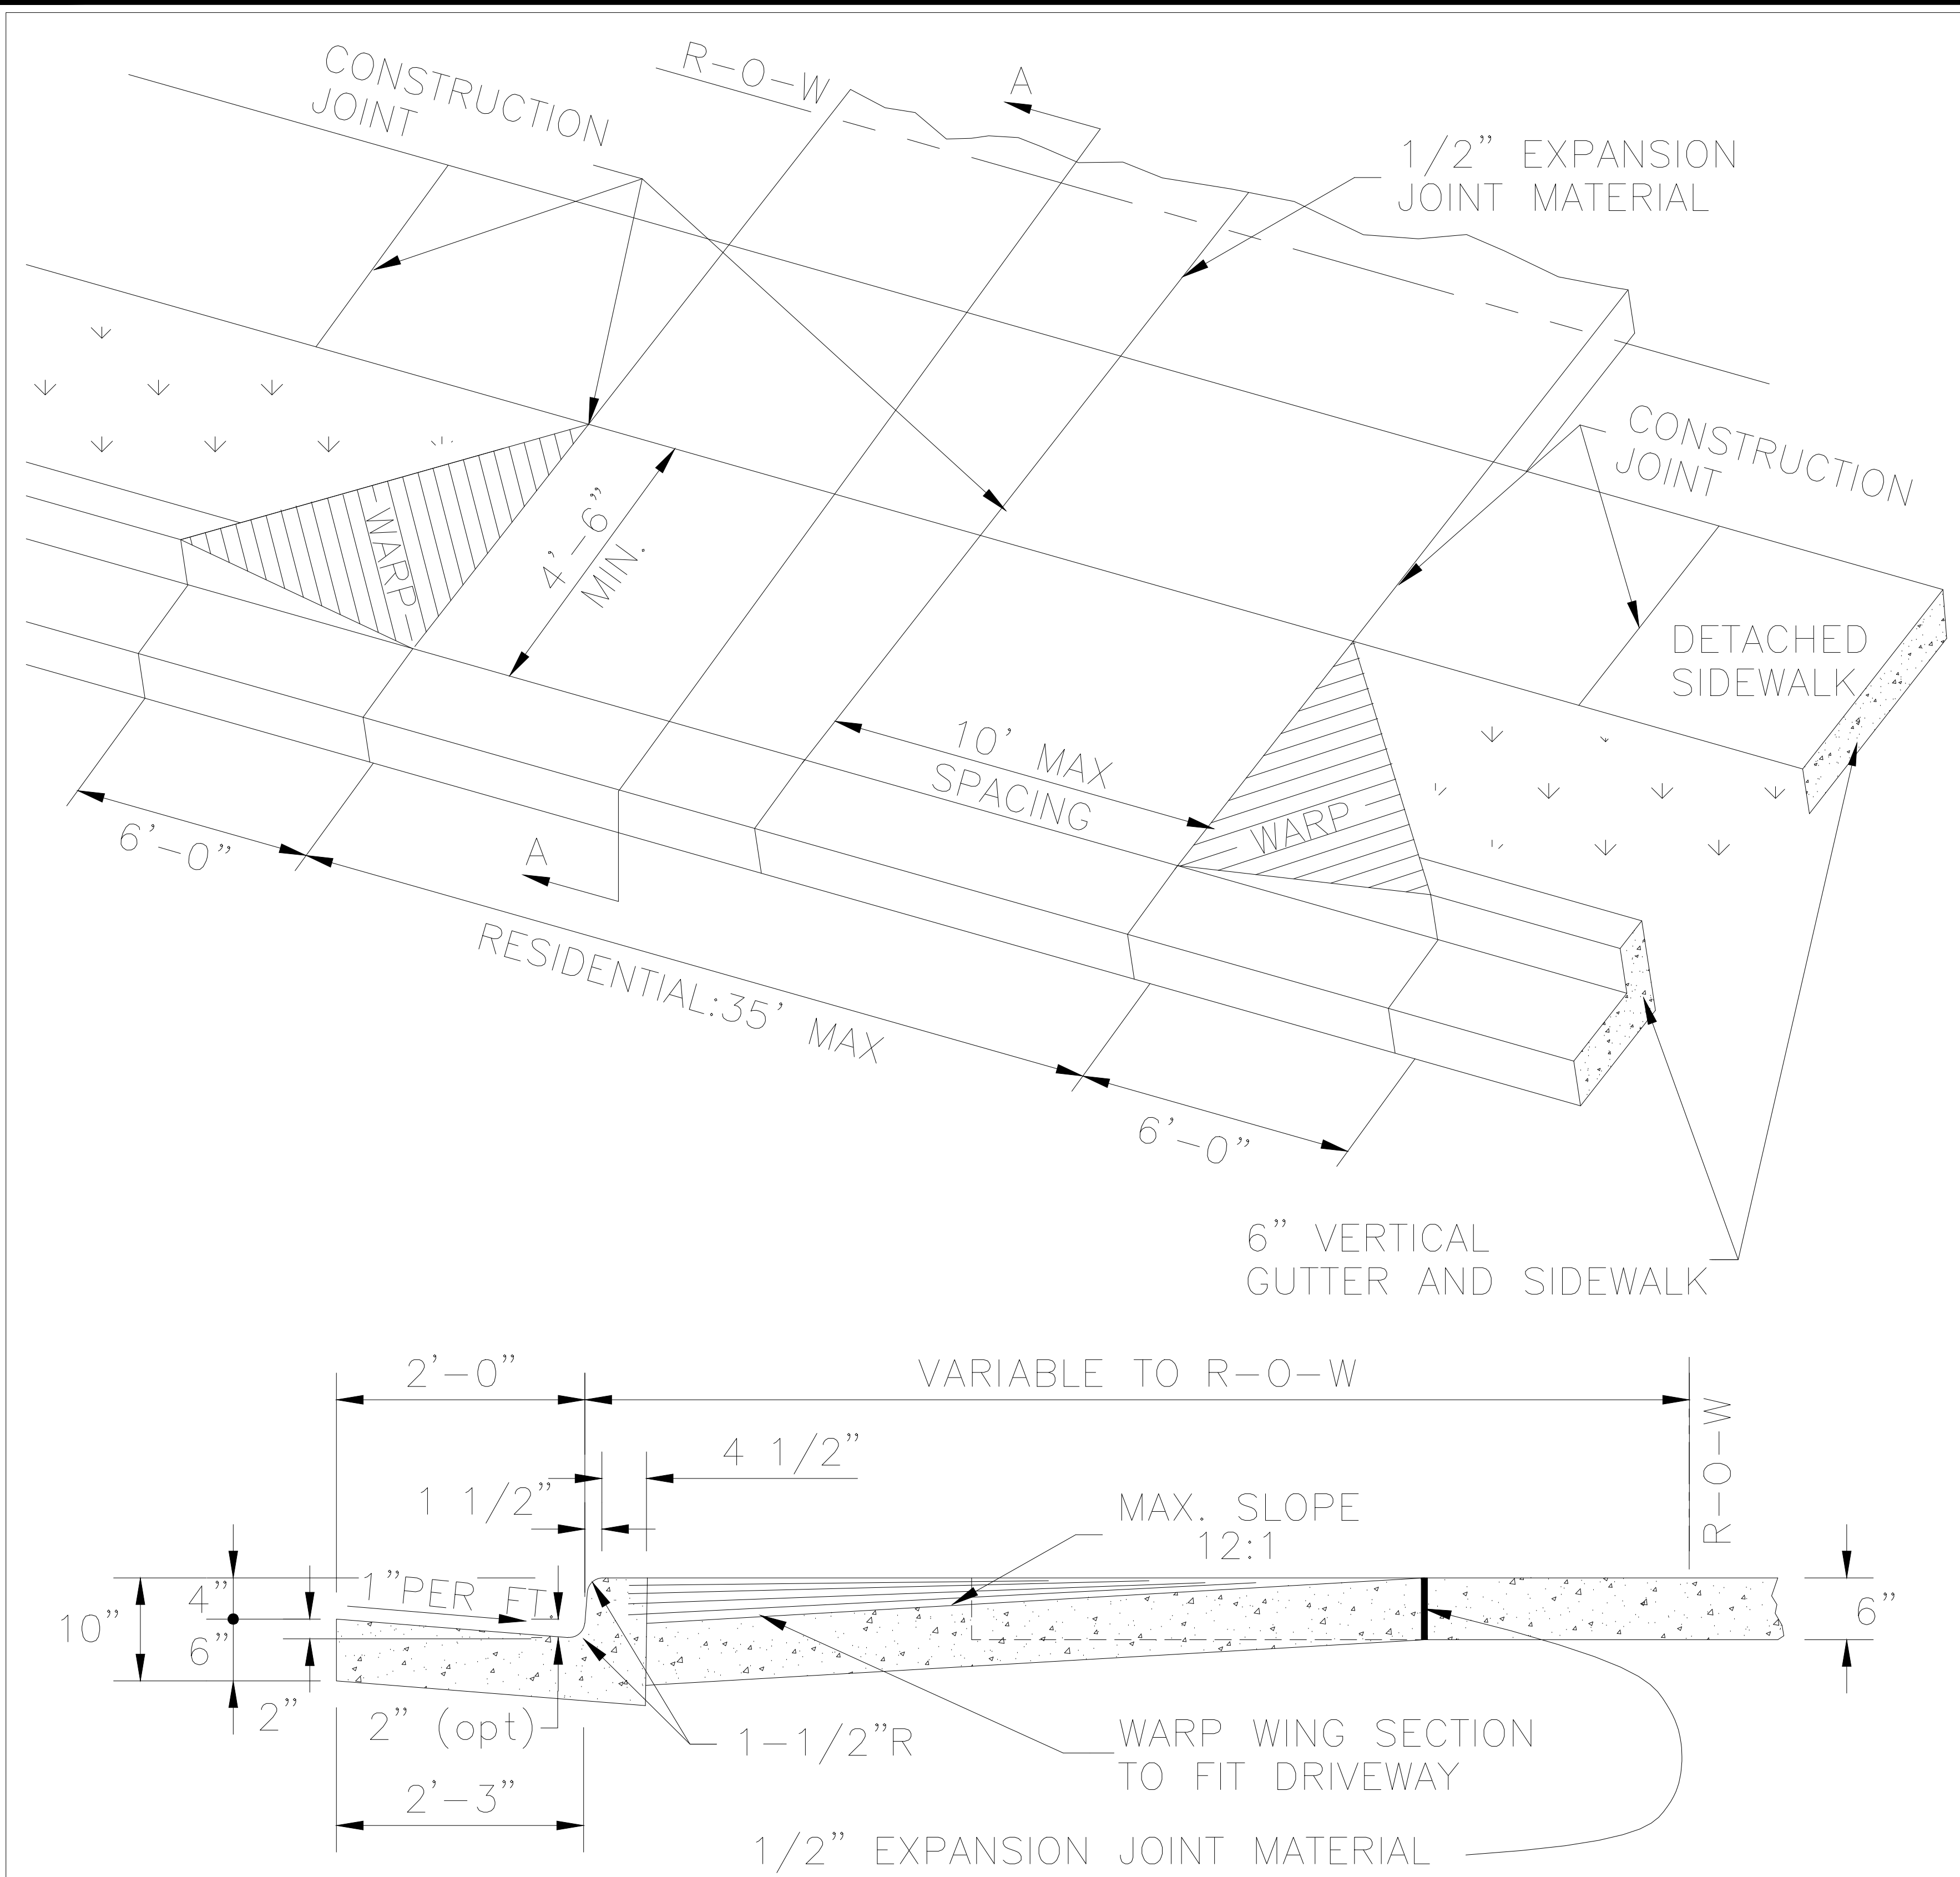 CONSTRUCTION
JOINT
R-O-W
A
1/2" EXPANSION
JOINT MATERIAL
CONSTRUCTION
JOINT
WARP
4'-6"
MIN.
DETACHED
SIDEWALK
10' MAX
SPACING
WARP
6'-0"
A
RESIDENTIAL:35' MAX
6'-0"
6" VERTICAL
GUTTER AND SIDEWALK
2'-0"
VARIABLE TO R-O-W
R-O-W
4 1/2"
1 1/2"
MAX. SLOPE
12:1
1"PER FT.
4"
10"
6"
6"
2"
2" (opt)
1-1/2"R
WARP WING SECTION
TO FIT DRIVEWAY
2'-3"
1/2" EXPANSION JOINT MATERIAL